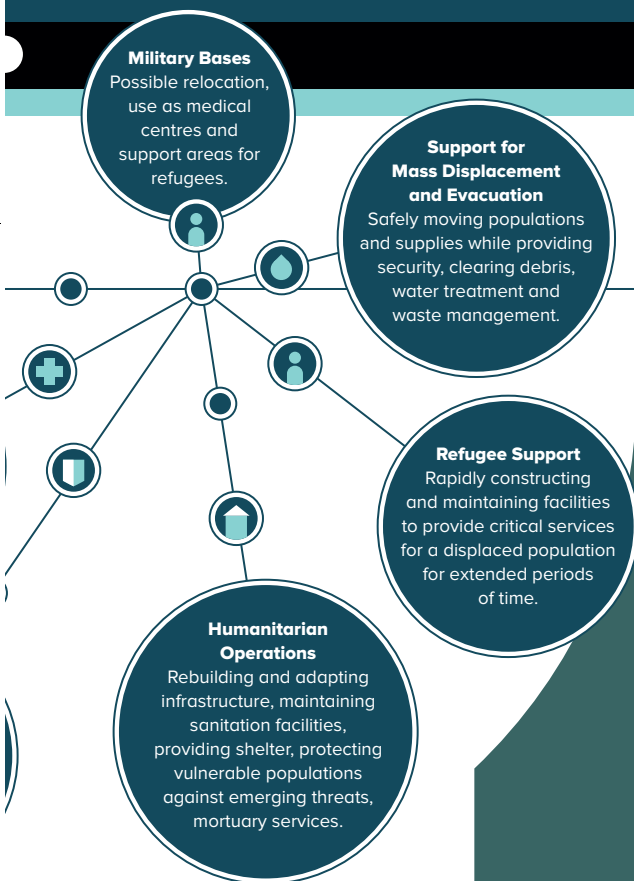 Military Bases
Possible relocation,
use as medical
centres and
support areas for
refugees.
Support for
Mass Displacement
and Evacuation
Safely moving populations
and supplies while providing
security, clearing debris,
water treatment and
waste management.
Refugee Support
Rapidly constructing
and maintaining facilities
to provide critical services
for a displaced population
for extended periods
of time.
Humanitarian
Operations
Rebuilding and adapting
infrastructure, maintaining
sanitation facilities,
providing shelter, protecting
vulnerable populations
against emerging threats,
mortuary services.